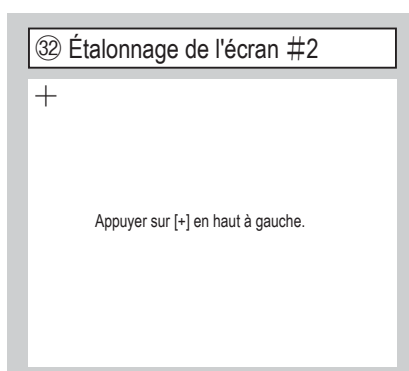 ㉜ Étalonnage de l'écran #2
+
Appuyer sur [+] en haut à gauche.